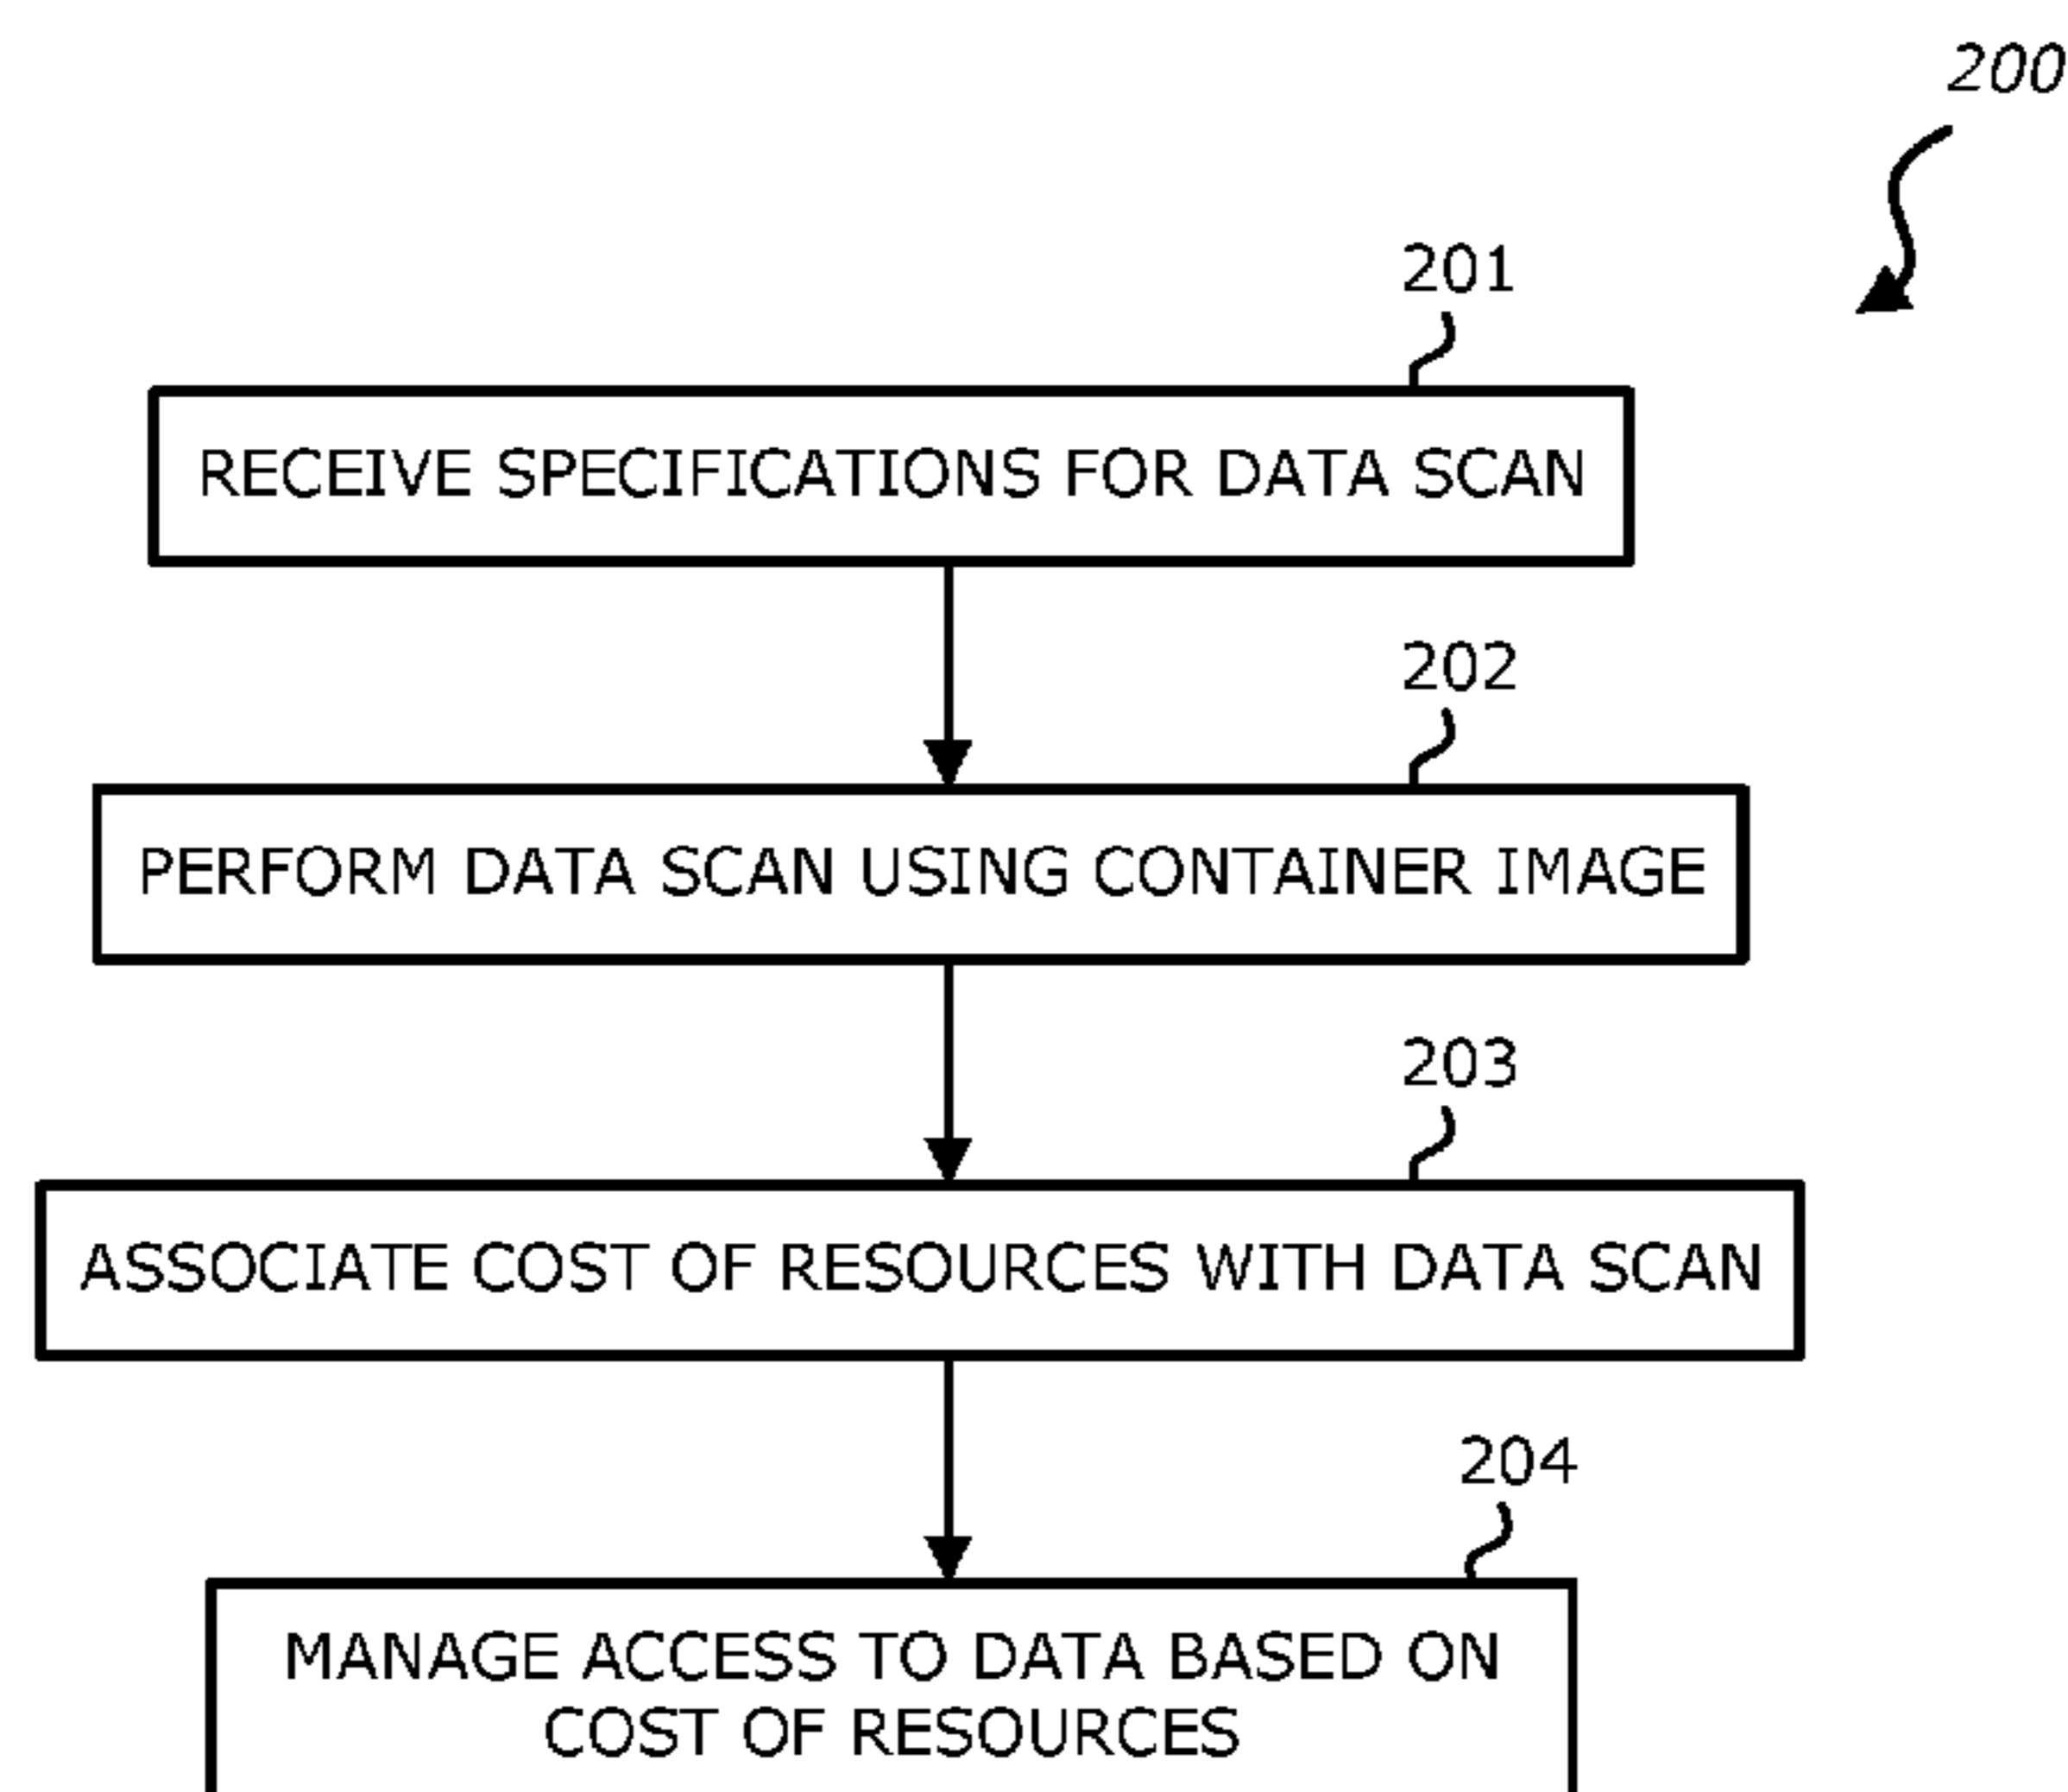 200
201
RECEIVE SPECIFICATIONS FOR DATA SCAN
202
PERFORM DATA SCAN USING CONTAINER IMAGE
203
ASSOCIATE COST OF RESOURCES WITH DATA SCAN
204
MANAGE ACCESS TO DATA BASED ON
COST OF RESOURCES